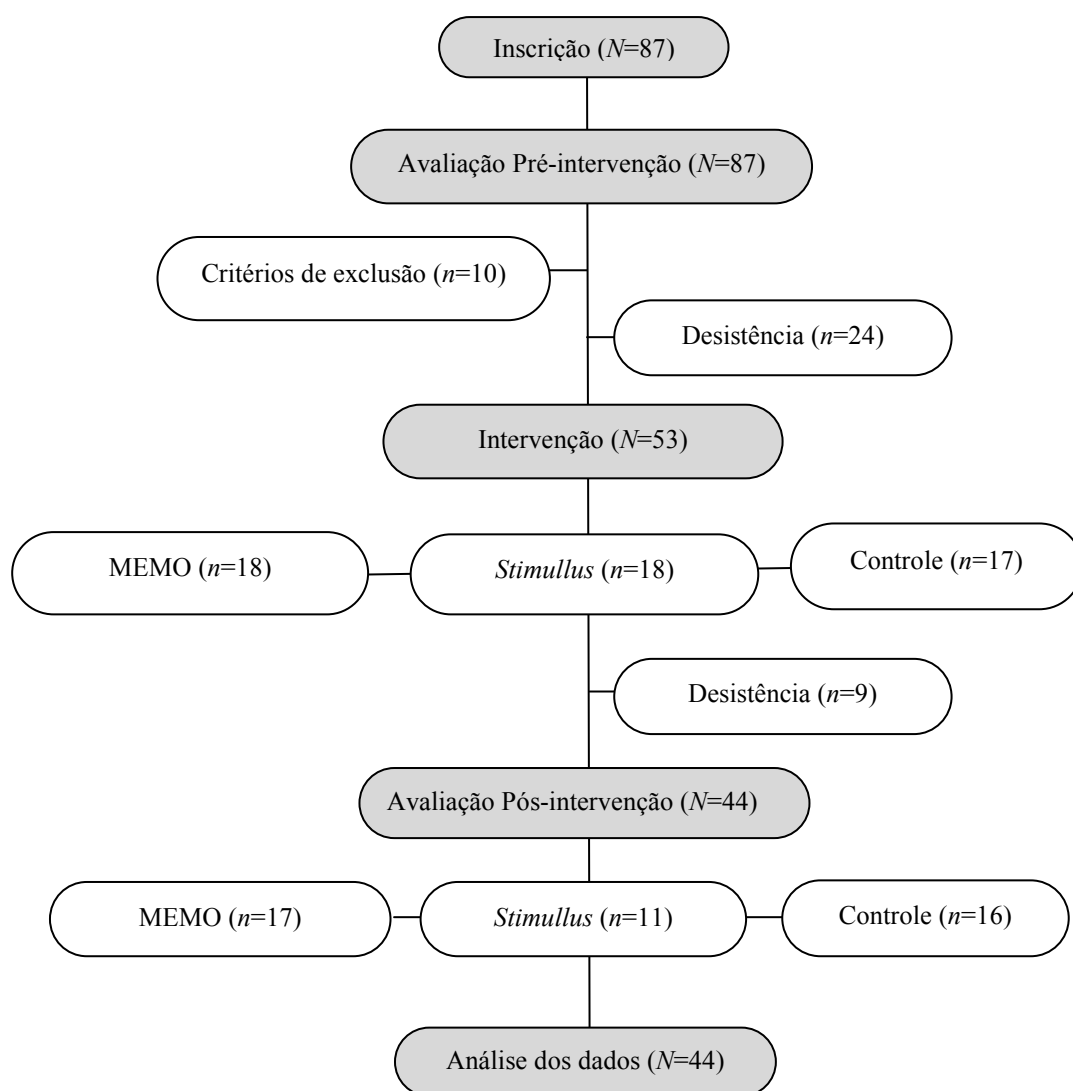 Inscrição (N=87)
Avaliação Pré-intervenção (N=87)
Critérios de exclusão (n=10)
Desistência (n=24)
Intervenção (N=53)
MEMO (n=18)
Stimullus (n=18)
Controle (n=17)
Desistência (n=9)
Avaliação Pós-intervenção (N=44)
MEMO (n=17)
Stimullus (n=11)
Controle (n=16)
Análise dos dados (N=44)